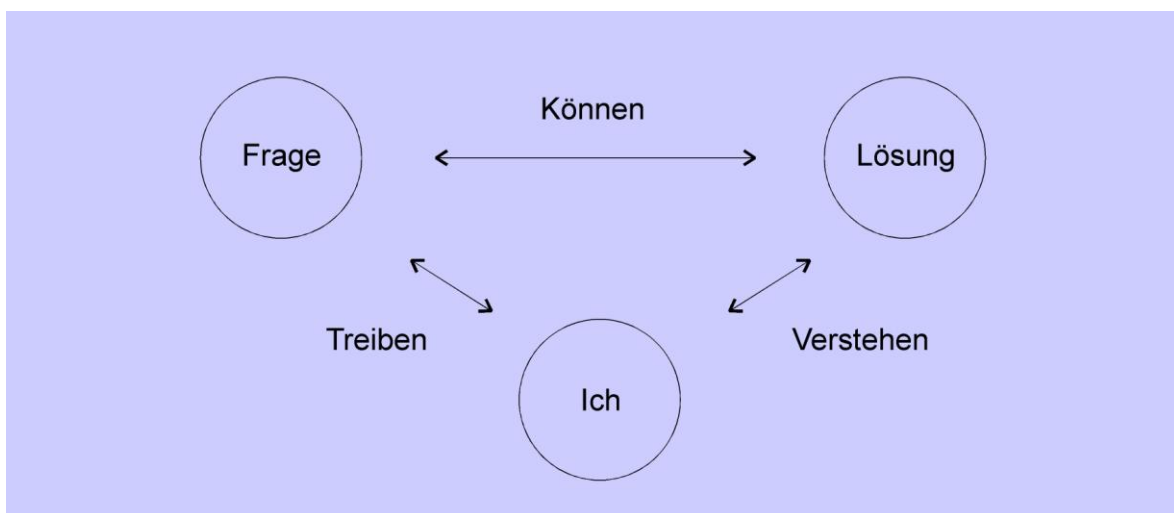 Können
Frage
Lösung
Treiben
Verstehen
Ich